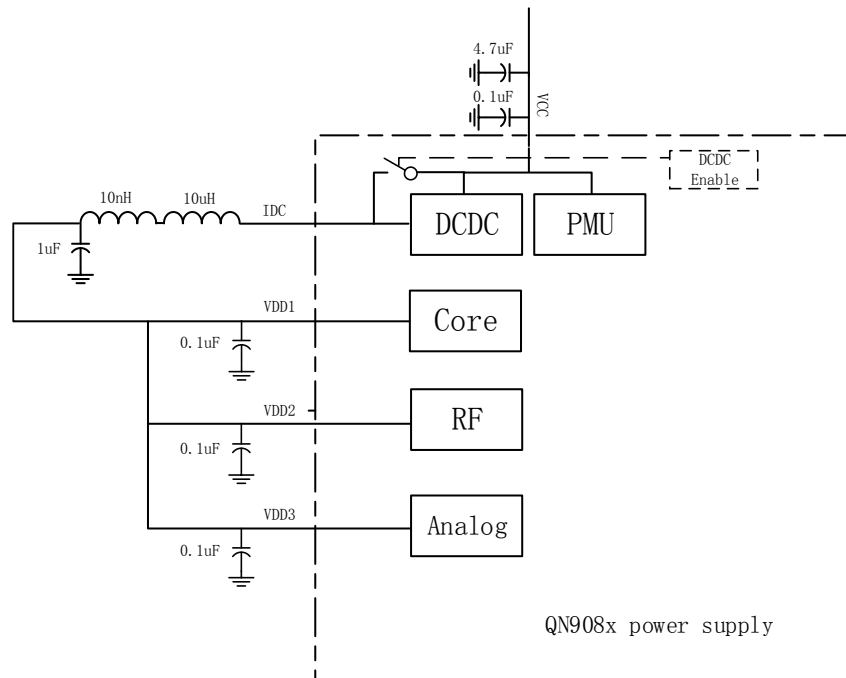 4.7uF
0.1uF
VCC
DCDC
Enable
10nH
10uH
IDC
DCDC
PMU
1uF
VDD1
Core
0.1uF
VDD2
RF
0.1uF
VDD3
Analog
0.1uF
QN908x power supply